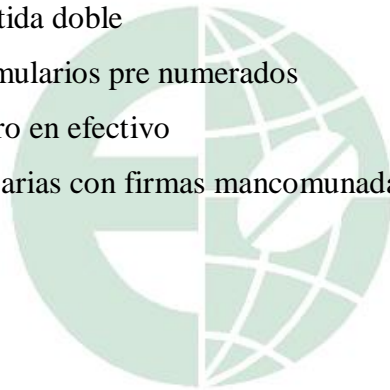 tida doble
mularios pre numerados
ro en efectivo
arias con firmas mancomunada